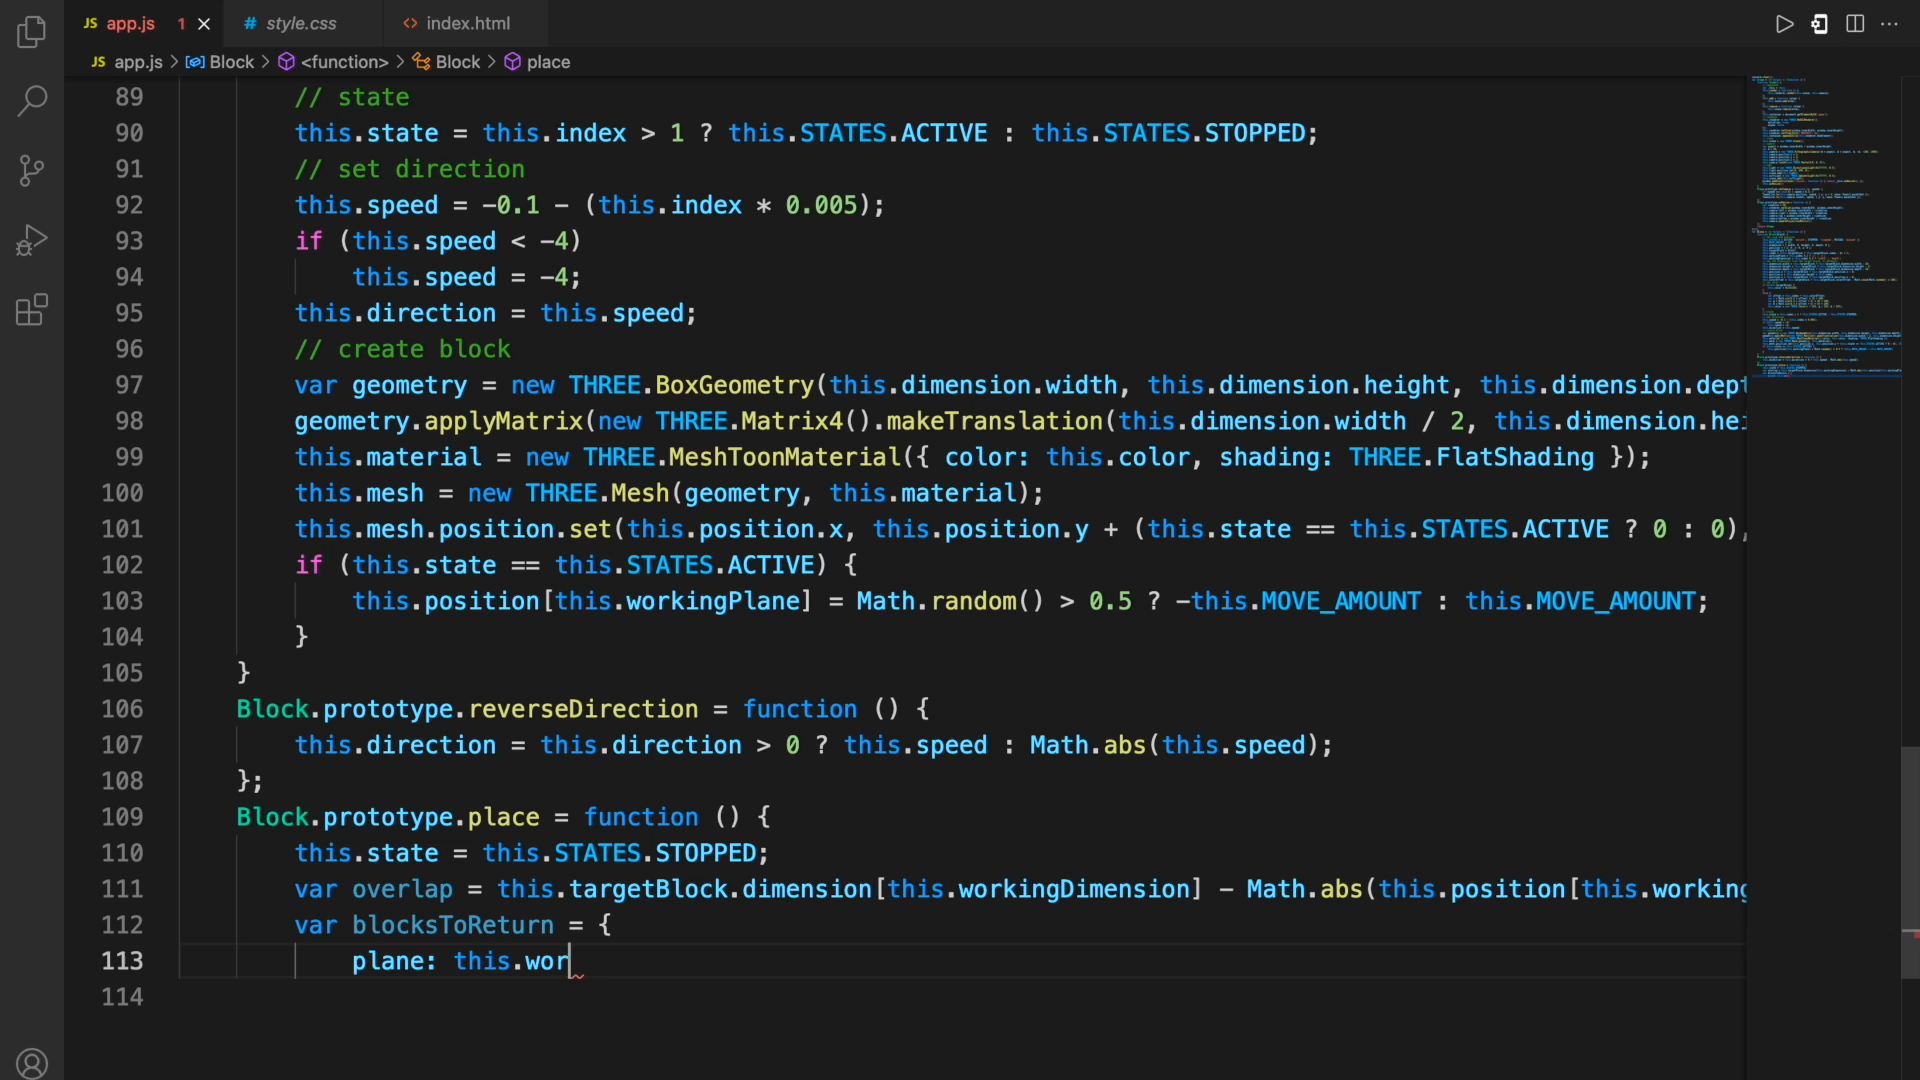 JS app.js 1 # style.css <> index.html
JS app.js > Block > <function> > Block > place
89 // state
90 this.state = this.index > 1 ? this.STATES.ACTIVE : this.STATES.STOPPED;
91 // set direction
92 this.speed = -0.1 - (this.index * 0.005);
93 if (this.speed < -4)
94 this.speed = -4;
95 this.direction = this.speed;
96 // create block
97 var geometry = new THREE.BoxGeometry(this.dimension.width, this.dimension.height, this.dimension.dept
98 geometry.applyMatrix(new THREE.Matrix4().makeTranslation(this.dimension.width / 2, this.dimension.hei
99 this.material = new THREE.MeshToonMaterial({ color: this.color, shading: THREE.FlatShading });
100 this.mesh = new THREE.Mesh(geometry, this.material);
101 this.mesh.position.set(this.position.x, this.position.y + (this.state == this.STATES.ACTIVE ? 0 : 0),
102 if (this.state == this.STATES.ACTIVE) {
103 this.position[this.workingPlane] = Math.random() > 0.5 ? -this.MOVE_AMOUNT : this.MOVE_AMOUNT;
104 }
105 }
106 Block.prototype.reverseDirection = function () {
107 this.direction = this.direction > 0 ? this.speed : Math.abs(this.speed);
108 };
109 Block.prototype.place = function () {
110 this.state = this.STATES.STOPPED;
111 var overlap = this.targetBlock.dimension[this.workingDimension] - Math.abs(this.position[this.working
112 var blocksToReturn = {
113 plane: this.wor
114